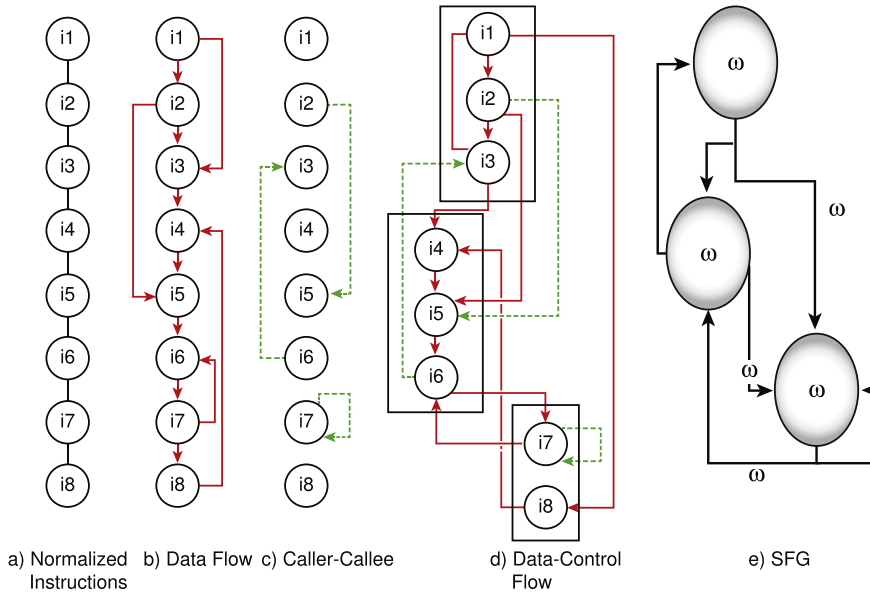 i1
i2
i3
i4
i5
i6
i7
i8
i1
i2
i3
i4
i5
i6
i7
i8
i1
i2
i3
i4
i5
i6
i7
i8
i1
i2
i3
i4
i5
i6
i7
i8
ω
ω
ω
ω
ω
ω
a) Normalized
Instructions
b) Data Flow
c) Caller-Callee
d) Data-Control
Flow
e) SFG